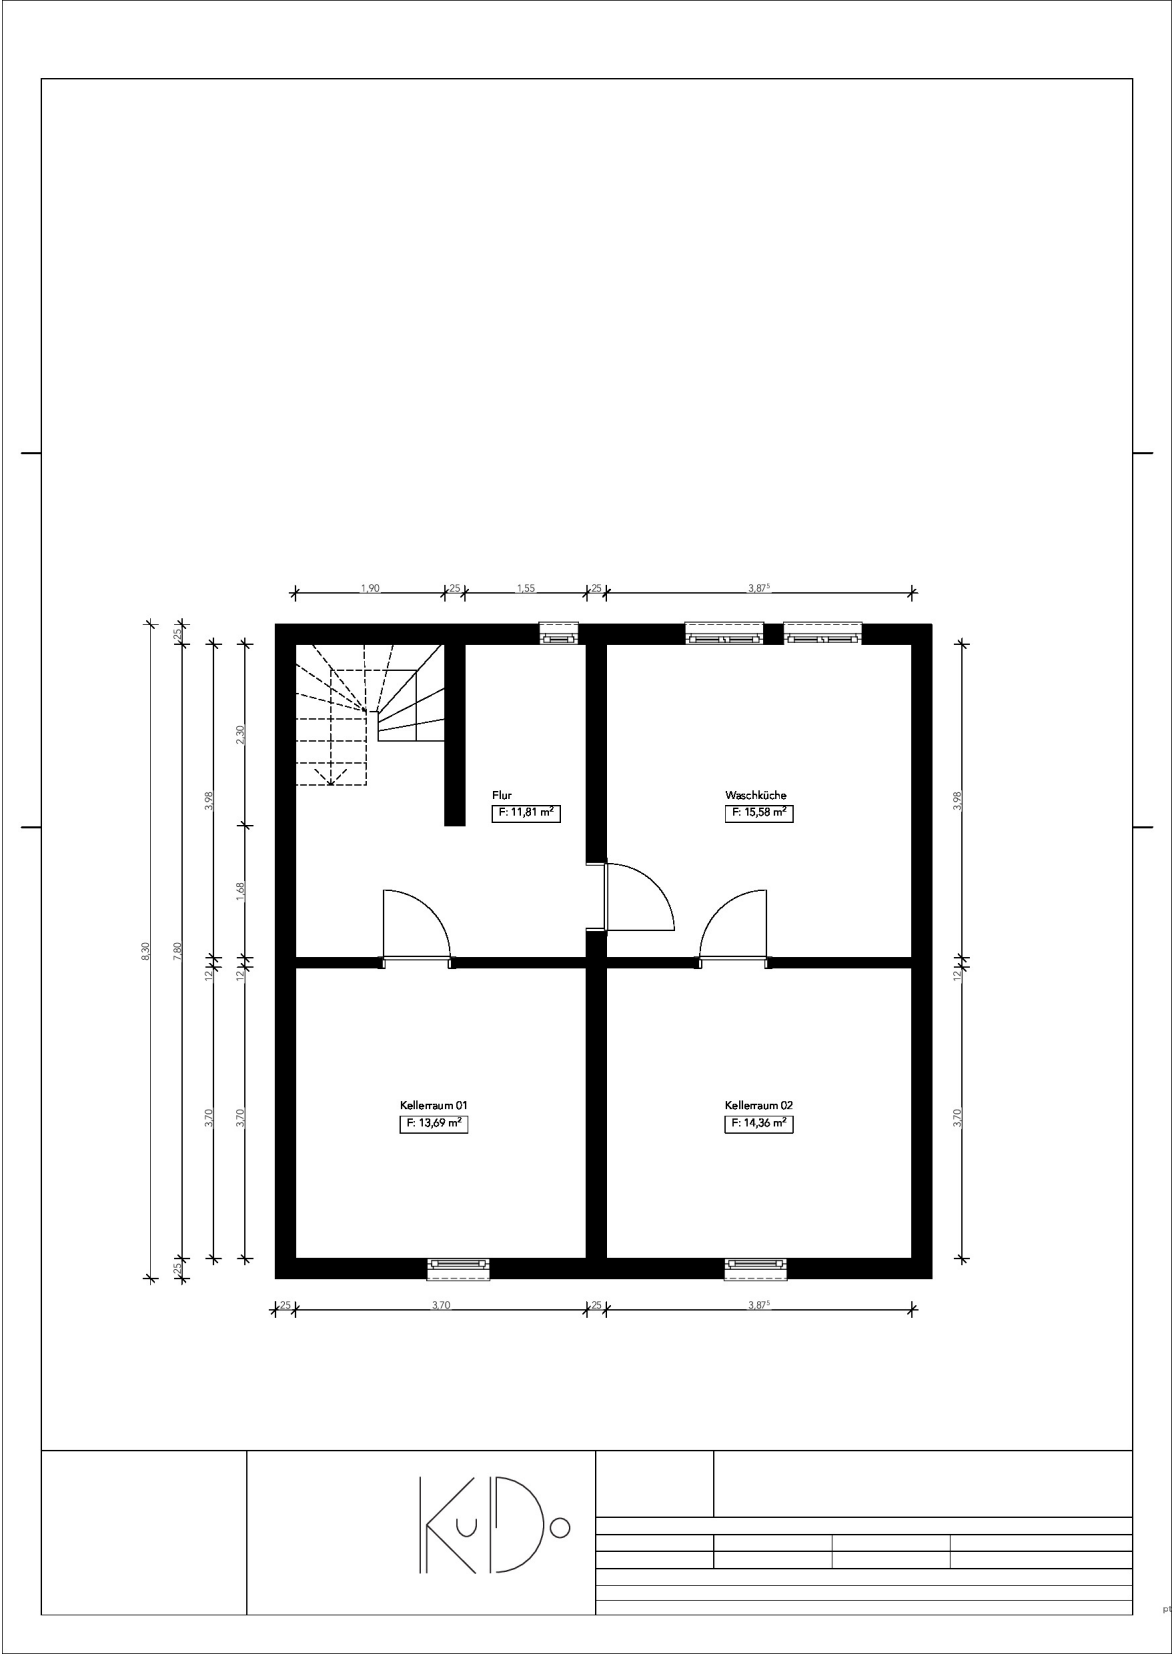 1,90 25 1,55 25 3,87⁵
25
2,30
3,98
3,98
Flur
F: 11,81 m²
Waschküche
F: 15,58 m²
1,68
8,30
7,80
12
12
12
3,70
3,70
3,70
Kellerraum 01
F: 13,69 m²
Kellerraum 02
F: 14,36 m²
25
25 3,70 25 3,87⁵
KuDo
pt